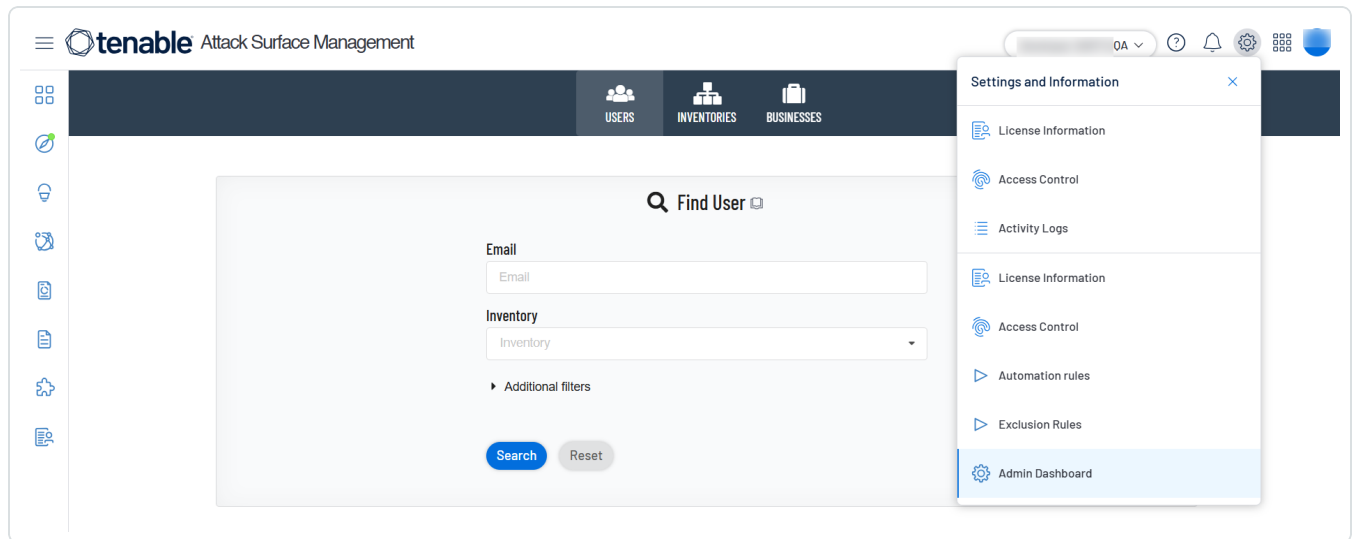 tenable Attack Surface Management
QA
USERS
INVENTORIES
BUSINESSES
Find User
Email
Email
Inventory
Inventory
Additional filters
Search
Reset
Settings and Information
License Information
Access Control
Activity Logs
License Information
Access Control
Automation rules
Exclusion Rules
Admin Dashboard